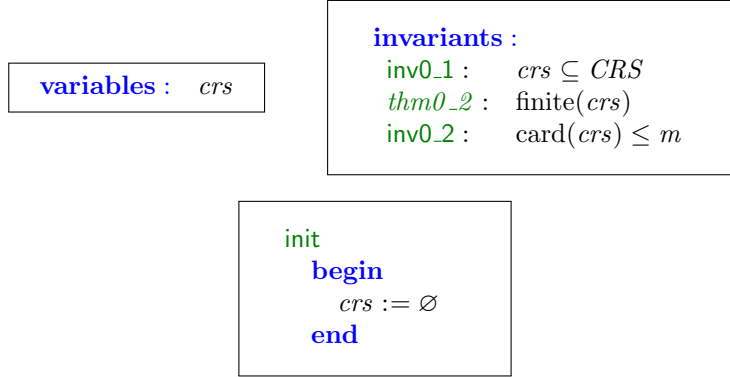 variables : crs
invariants :
inv0_1 : crs ⊆ CRS
thm0_2 : finite(crs)
inv0_2 : card(crs) ≤ m
init
begin
crs := ∅
end